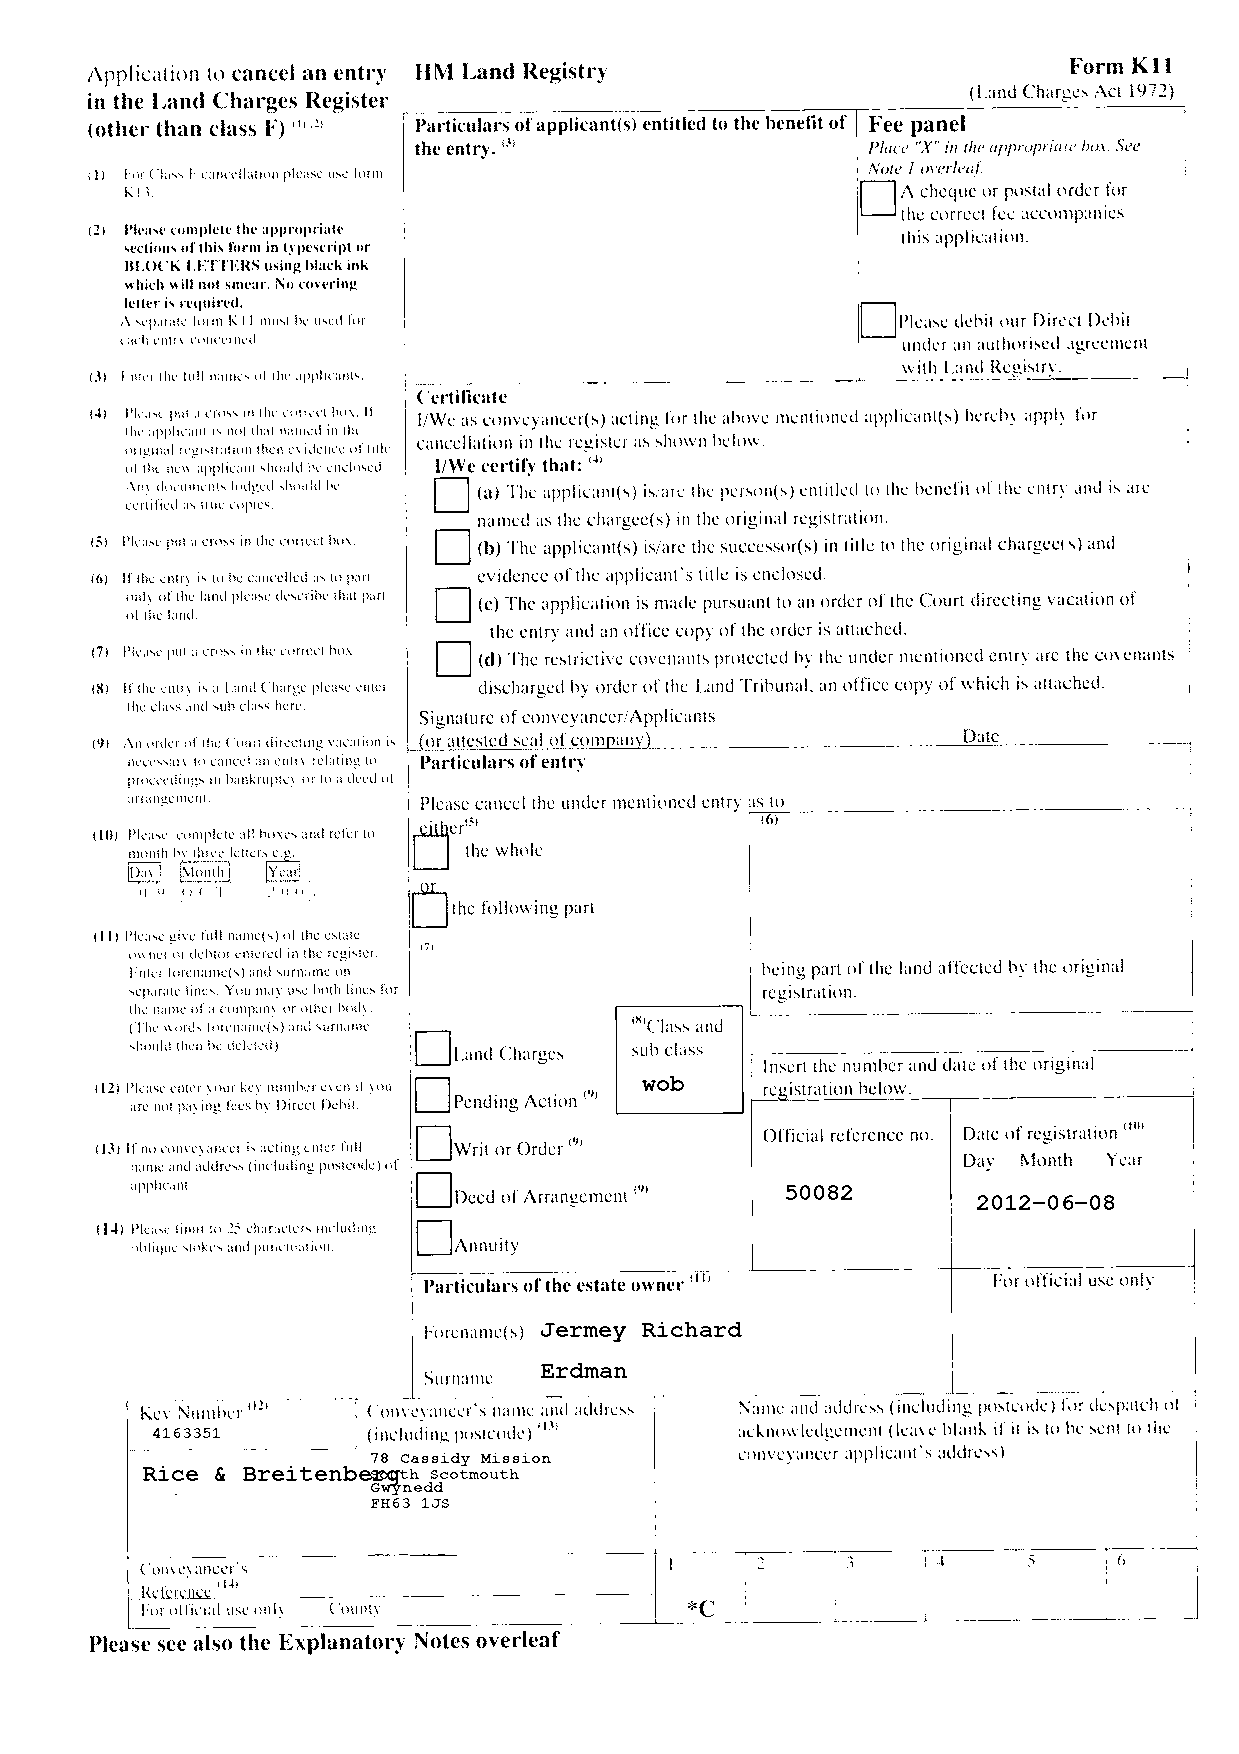 Application to cancel an entry
in the Land Charges Register
(other than class F) (1) (2)
HM Land Registry
Form K11
(Land Charges Act 1972)
(1) For Class F cancellation please use form
K13.
(2) Please complete the appropriate
sections of this form in typescript or
BLOCK LETTERS using black ink
which will not smear. No covering
letter is required.
A separate form K11 must be used for
each entry concerned
(3) Enter the full names of the applicants.
(4) Please put a cross in the correct box. If
the applicant is not that named in the
original registration then evidence of title
of the new applicant should be enclosed
Any documents lodged should be
certified as true copies.
(5) Please put a cross in the correct box.
(6) If the entry is to be cancelled as to part
only of the land please describe that part
of the land.
(7) Please put a cross in the correct box
(8) If the entry is a Land Charge please enter
the class and sub class here.
(9) An order of the Court directing vacation is
necessary to cancel an entry relating to
proceedings in bankruptcy or to a deed of
arrangement.
(10) Please complete all boxes and refer to
month by three letters e.g.
Day Month Year
(11) Please give full name(s) of the estate
owner or debtor entered in the register.
Enter forename(s) and surname on
separate lines. You may use both lines for
the name of a company or other body.
(The words forename(s) and surname
should then be deleted)
(12) Please enter your key number even if you
are not paying fees by Direct Debit.
(13) If no conveyancer is acting enter full
name and address (including postcode) of
applicant
(14) Please limit to 25 characters including
oblique stokes and punctuation.
Particulars of applicant(s) entitled to the benefit of
the entry. (3)
Fee panel
Place "X" in the appropriate box. See
Note 1 overleaf.
A cheque or postal order for
the correct fee accompanies
this application.
Please debit our Direct Debit
under an authorised agreement
with Land Registry.
Certificate
I/We as conveyancer(s) acting for the above mentioned applicant(s) hereby apply for
cancellation in the register as shown below.
I/We certify that: (4)
(a) The applicant(s) is/are the person(s) entitled to the benefit of the entry and is are
named as the chargee(s) in the original registration.
(b) The applicant(s) is/are the successor(s) in title to the original chargee(s) and
evidence of the applicant's title is enclosed.
(c) The application is made pursuant to an order of the Court directing vacation of
the entry and an office copy of the order is attached.
(d) The restrictive covenants protected by the under mentioned entry are the covenants
discharged by order of the Land Tribunal, an office copy of which is attached.
Signature of conveyancer/Applicants
(or attested seal of company)
Date
Particulars of entry
Please cancel the under mentioned entry as to
either (5)
(6)
the whole
or
the following part
(7)
being part of the land affected by the original
registration.
(8) Class and
sub class
wob
Land Charges
Pending Action (9)
Writ or Order (9)
Deed of Arrangement (9)
Annuity
Insert the number and date of the original
registration below.
Official reference no.
50082
Date of registration (10)
Day Month Year
2012-06-08
Particulars of the estate owner (11)
For official use only
Forename(s) Jermey Richard
Surname Erdman
Key Number (12)
4163351
Rice & Breitenberg
Conveyancer's name and address
(including postcode) (13)
78 Cassidy Mission
Scotmouth
Gwynedd
FH63 1JS
Name and address (including postcode) for despatch of
acknowledgement (leave blank if it is to be sent to the
conveyancer applicant's address)
Conveyancer's
Reference (14)
For official use only County
1 2 3 4 5 6
*C
Please see also the Explanatory Notes overleaf